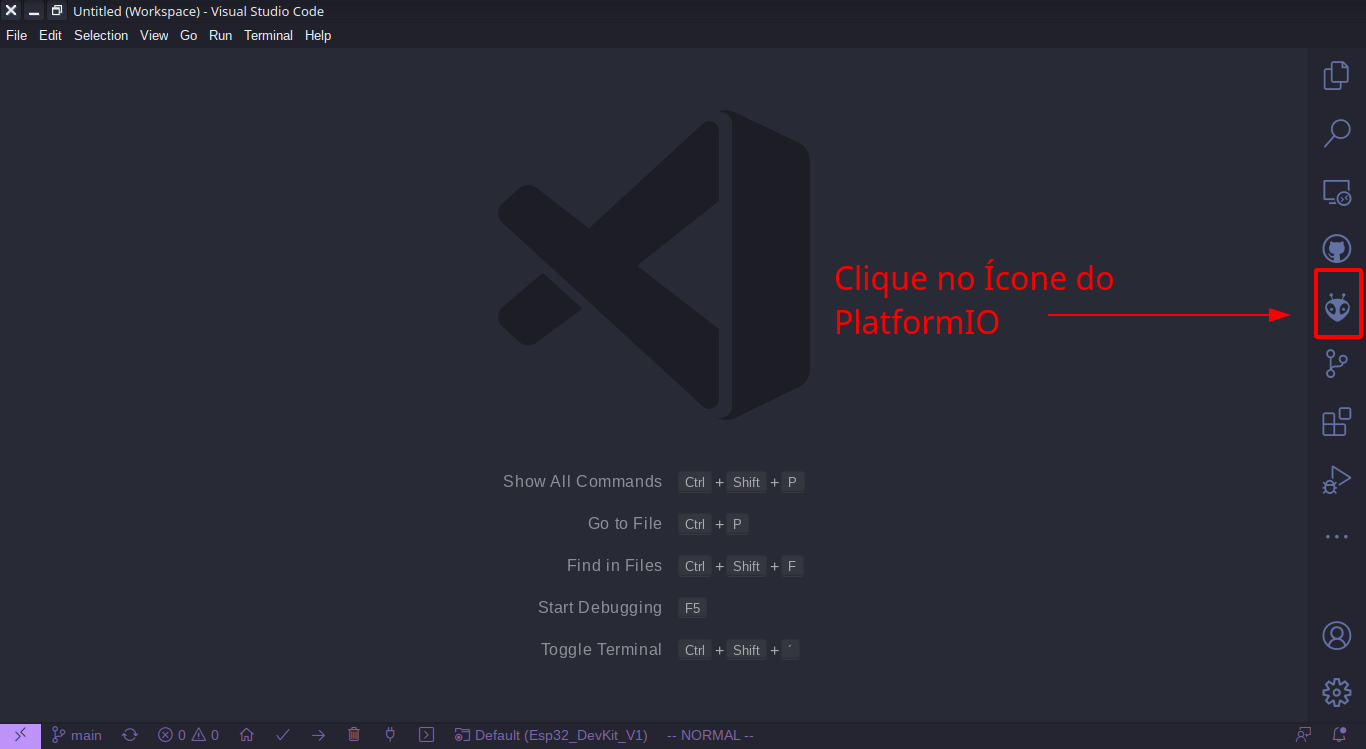 Untitled (Workspace) - Visual Studio Code
File Edit Selection View Go Run Terminal Help
Clique no Ícone do
PlatformIO
Show All Commands Ctrl + Shift + P
Go to File Ctrl + P
Find in Files Ctrl + Shift + F
Start Debugging F5
Toggle Terminal Ctrl + Shift + ´
main 0 0 Default (Esp32_DevKit_V1) -- NORMAL --